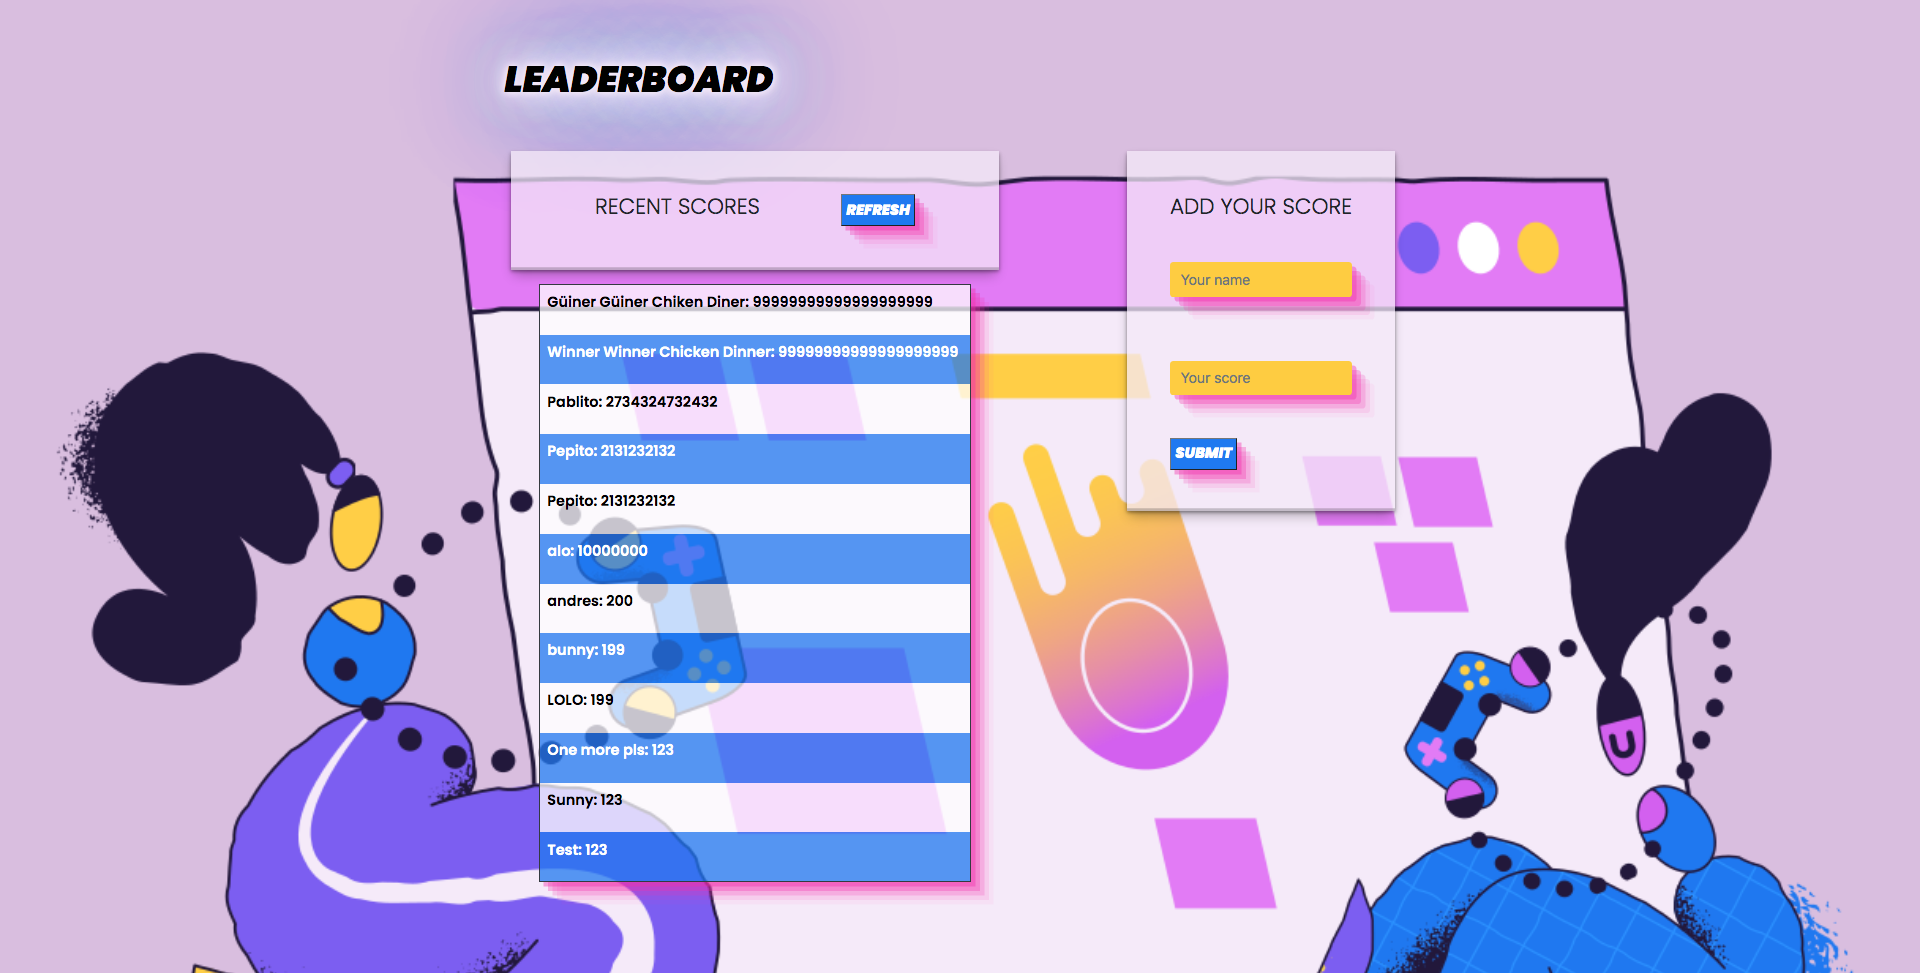 LEADERBOARD
RECENT SCORES
REFRESH
Güiner Güiner Chiken Diner: 99999999999999999999
Winner Winner Chicken Dinner: 99999999999999999999
Pablito: 2734324732432
Pepito: 2131232132
Pepito: 2131232132
alo: 10000000
andres: 200
bunny: 199
LOLO: 199
One more pls: 123
Sunny: 123
Test: 123
ADD YOUR SCORE
Your name
Your score
SUBMIT
U